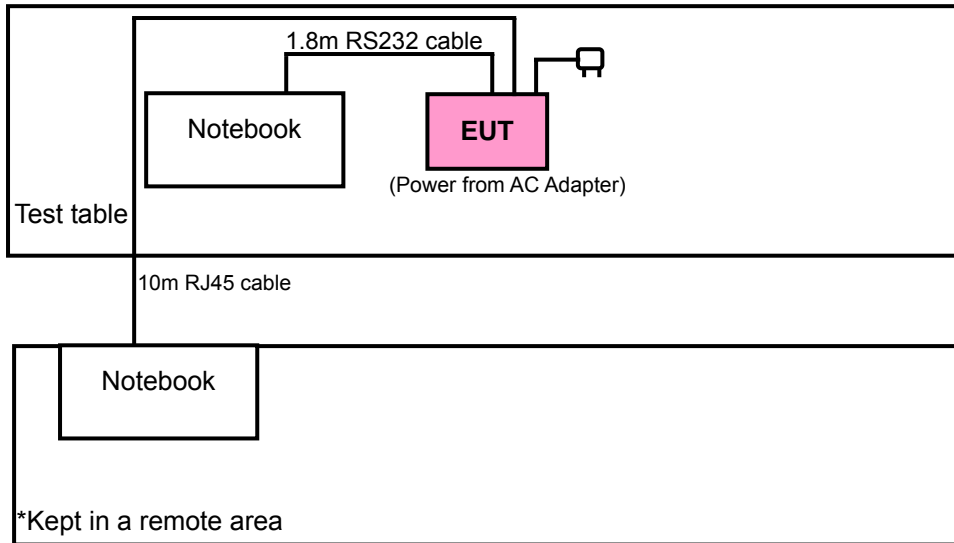 1.8m RS232 cable
Notebook
EUT
(Power from AC Adapter)
Test table
10m RJ45 cable
Notebook
*Kept in a remote area